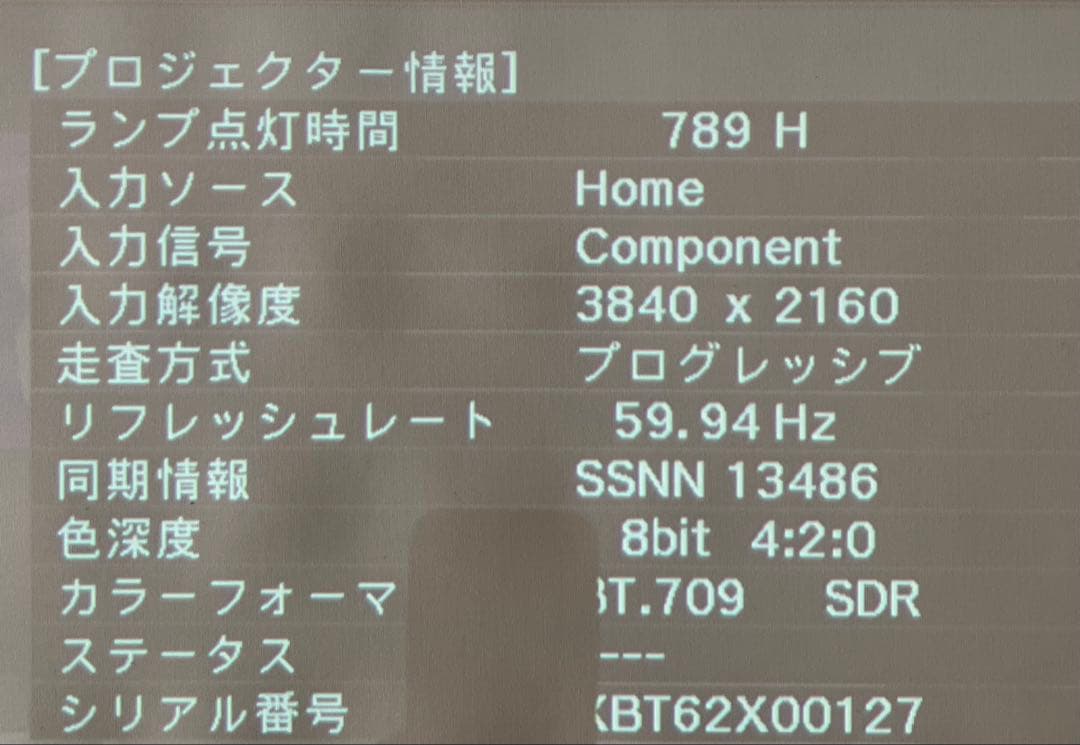 [プロジェクター情報]
ランプ点灯時間 789 H
入力ソース Home
入力信号 Component
入力解像度 3840 x 2160
走査方式 プログレッシブ
リフレッシュレート 59.94 Hz
同期情報 SSNN 13486
色深度 8bit 4:2:0
カラーフォーマ BT.709 SDR
ステータス ----
シリアル番号 XBT62X00127